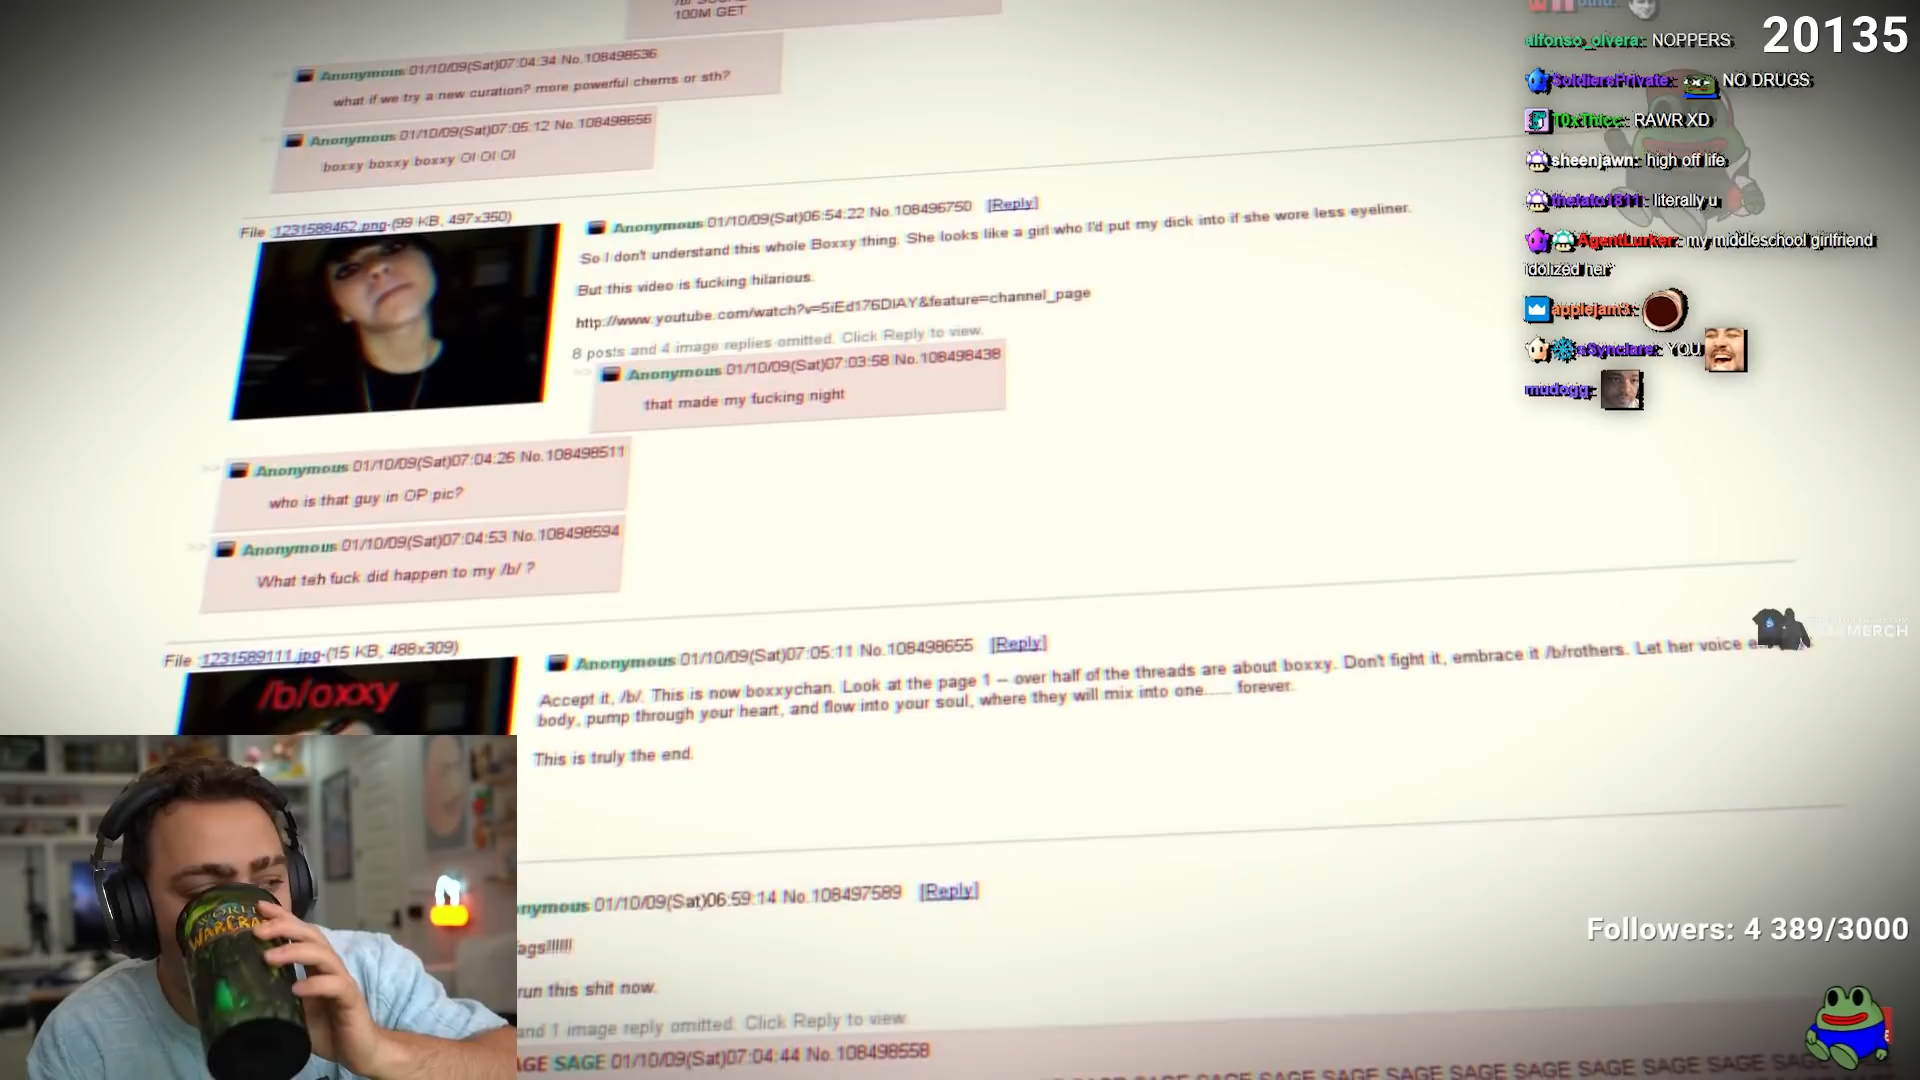 100M GET
Anonymous 01/10/09(Sat)07:04:34 No.108498536
what if we try a new curation? more powerful chems or sth?
Anonymous 01/10/09(Sat)07:05:12 No.108498656
boxxy boxxy boxxy OI OI OI
File :1231588462.png-(99 KB, 497x350)
Anonymous 01/10/09(Sat)06:54:22 No.108496750 [Reply]
So I don't understand this whole Boxxy thing. She looks like a girl who I'd put my dick into if she wore less eyeliner.
But this video is fucking hilarious.
http://www.youtube.com/watch?v=5iEd176DIAY&feature=channel_page
8 posts and 4 image replies omitted. Click Reply to view.
>> Anonymous 01/10/09(Sat)07:03:58 No.108498438
that made my fucking night
>> Anonymous 01/10/09(Sat)07:04:26 No.108498511
who is that guy in OP pic?
>> Anonymous 01/10/09(Sat)07:04:53 No.108498594
What teh fuck did happen to my /b/ ?
File :1231589111.jpg-(15 KB, 488x309)
/b/oxxy
Anonymous 01/10/09(Sat)07:05:11 No.108498655 [Reply]
Accept it, /b/. This is now boxxychan. Look at the page 1 -- over half of the threads are about boxxy. Don't fight it, embrace it /b/rothers. Let her voice
body, pump through your heart, and flow into your soul, where they will mix into one...... forever.
This is truly the end.
nymous 01/10/09(Sat)06:59:14 No.108497589 [Reply]
ags!!!!!!
run this shit now.
and 1 image reply omitted. Click Reply to view.
AGE SAGE 01/10/09(Sat)07:04:44 No.108498558
SAGE SAGE SAGE SAGE SAGE SAGE SAGE SAGE
WORLD
WARCRA
20135
alfonso_olvera: NOPPERS
SoldiersPrivate: NO DRUGS
T0xThicc: RAWR XD
sheenjawn: high off life
thetato1811: literally u
AgentLurker: my middleschool girlfriend
idolized her*
applejam3:
sSynclare: YOU
mudogg:
MERCH
Followers: 4 389/3000